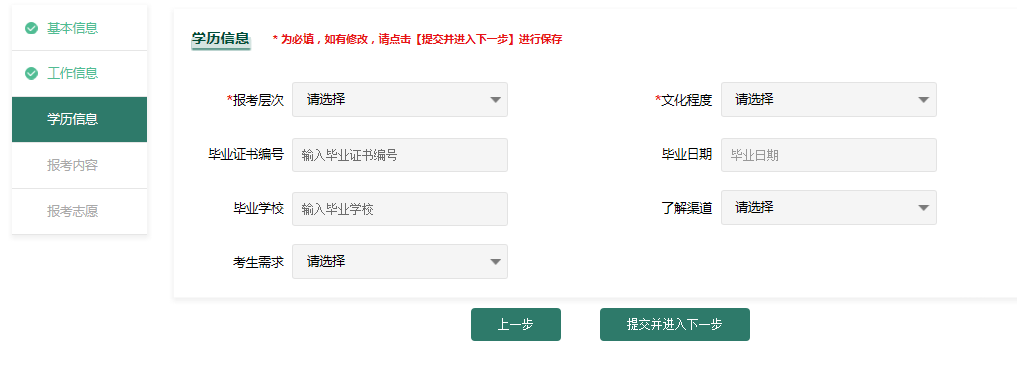 基本信息
工作信息
学历信息
报考内容
报考志愿
学历信息 * 为必填，如有修改，请点击【提交并进入下一步】进行保存
*报考层次 请选择 *文化程度 请选择
毕业证书编号 输入毕业证书编号 毕业日期 毕业日期
毕业学校 输入毕业学校 了解渠道 请选择
考生需求 请选择
上一步 提交并进入下一步